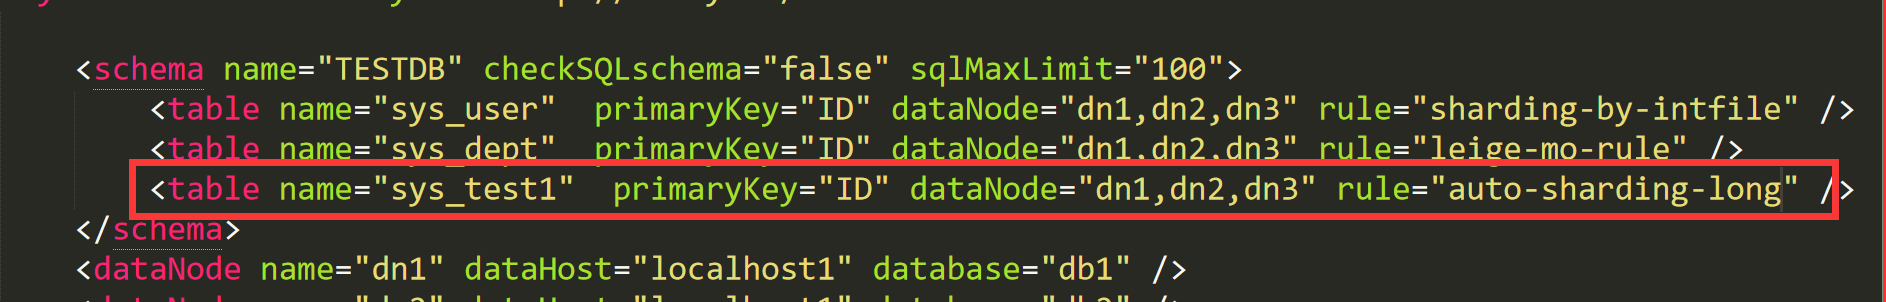 <schema name="TESTDB" checkSQLschema="false" sqlMaxLimit="100">
<table name="sys_user"  primaryKey="ID" dataNode="dn1,dn2,dn3" rule="sharding-by-intfile" />
<table name="sys_dept"  primaryKey="ID" dataNode="dn1,dn2,dn3" rule="leige-mo-rule" />
<table name="sys_test1"  primaryKey="ID" dataNode="dn1,dn2,dn3" rule="auto-sharding-long" />
</schema>
<dataNode name="dn1" dataHost="localhost1" database="db1" />